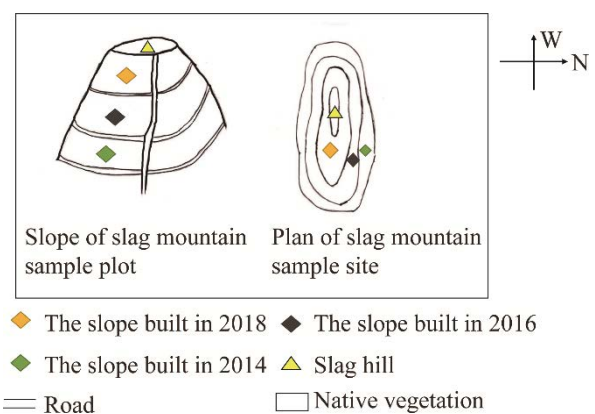 W
N
Slope of slag mountain
sample plot
Plan of slag mountain
sample site
The slope built in 2018
The slope built in 2016
The slope built in 2014
Slag hill
Road
Native vegetation